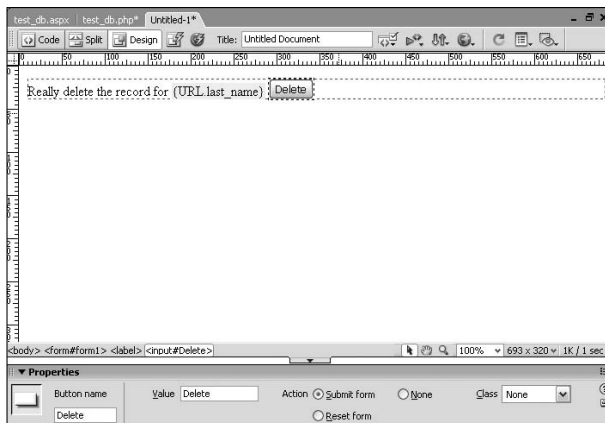 test_db.aspx test_db.php* Untitled-1*
Code Split Design Title: Untitled Document
0 50 100 150 200 250 300 350 400 450 500 550 600 650
Really delete the record for {URL.last_name} Delete
<body> <form#form1> <label> <input#Delete> 100% 693 x 320 1K / 1 sec
Properties
Button name Value Delete Action Submit form None Class None
Delete Reset form